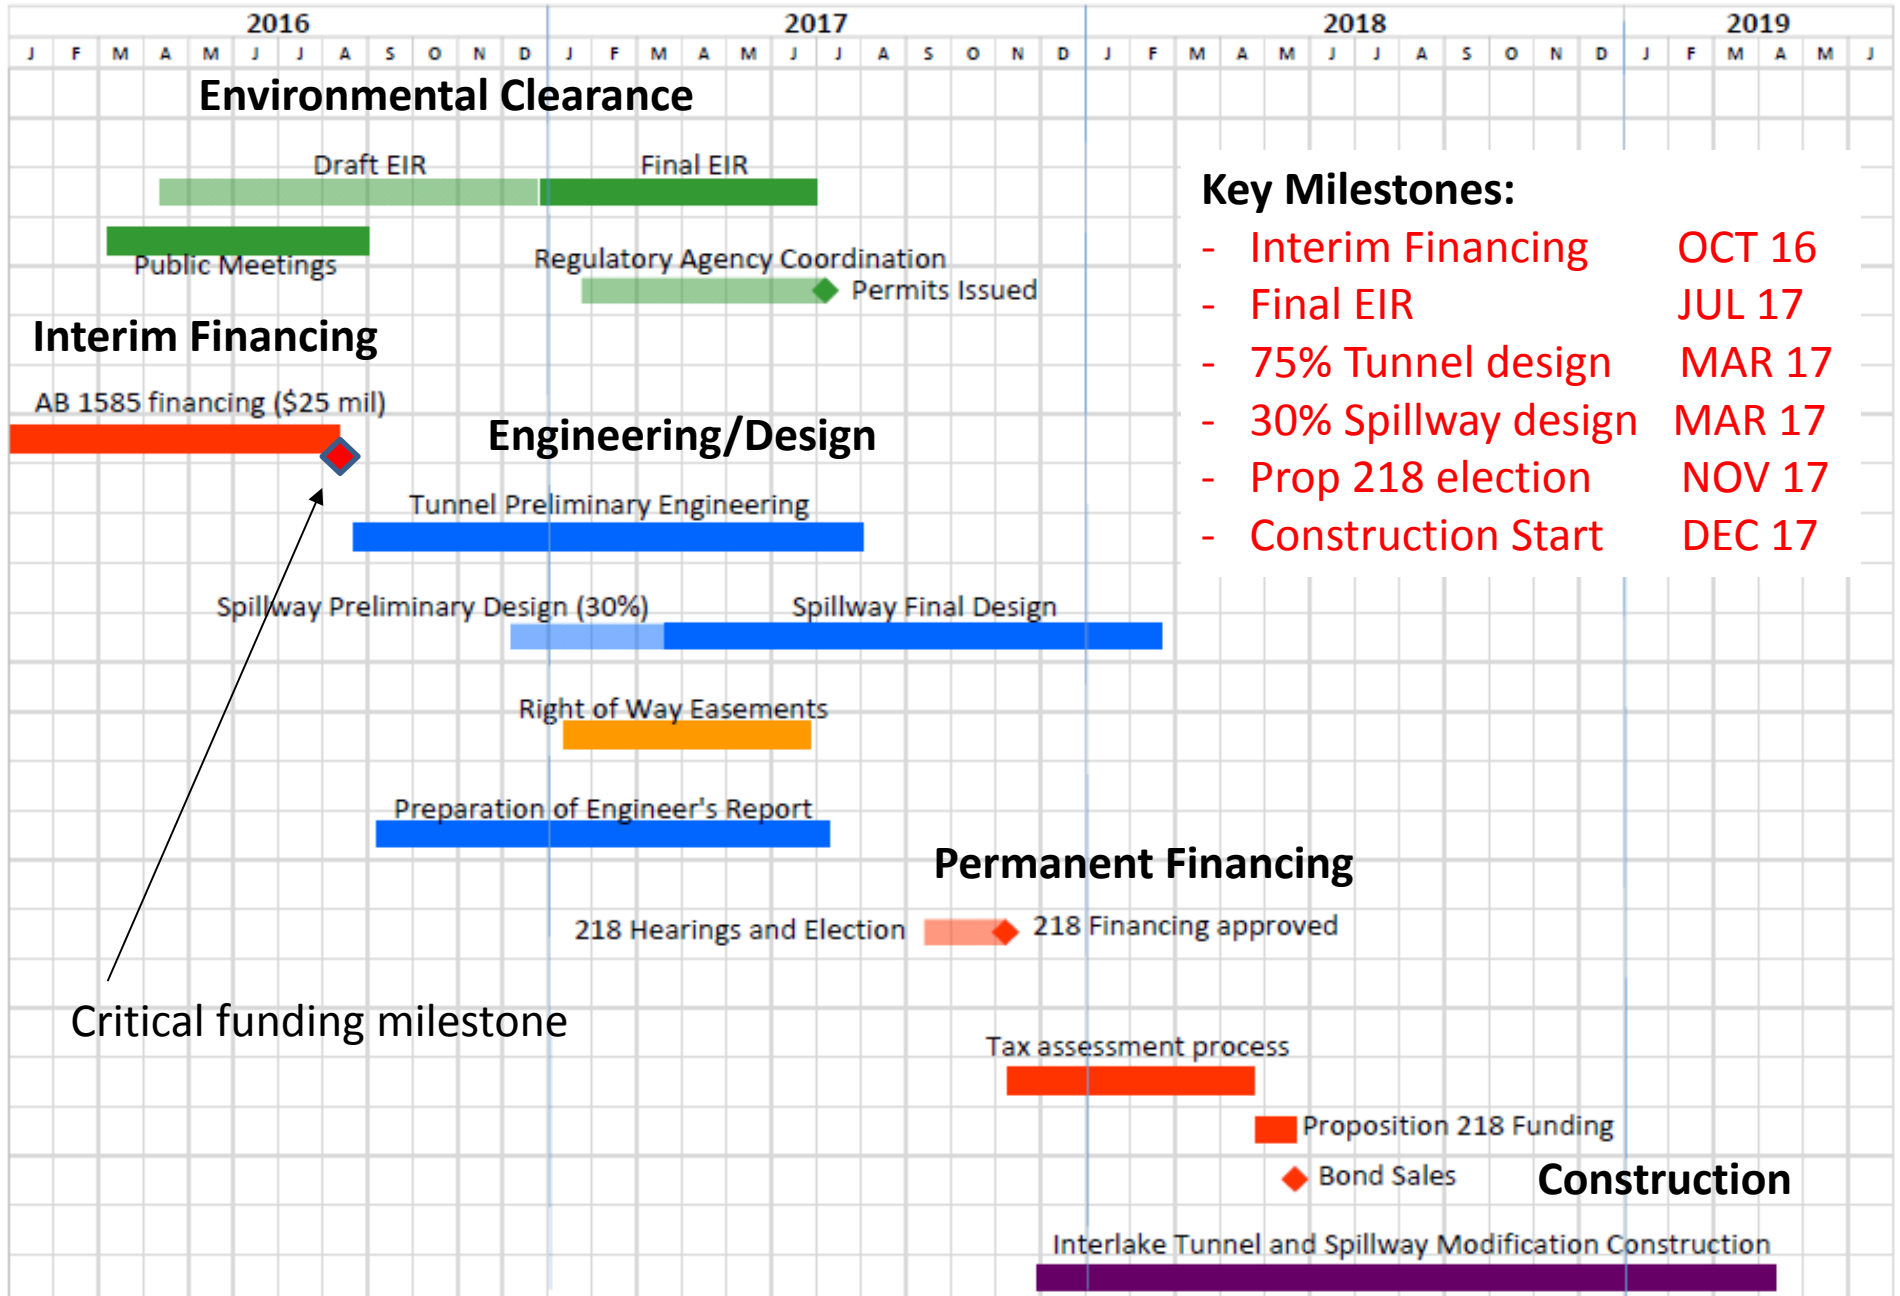 2016 2017 2018 2019
J F M A M J J A S O N D J F M A M J J A S O N D J F M A M J J A S O N D J F M A M J
Environmental Clearance
Draft EIR Final EIR
Public Meetings
Regulatory Agency Coordination
Permits Issued
Key Milestones:
- Interim Financing OCT 16
- Final EIR JUL 17
- 75% Tunnel design MAR 17
- 30% Spillway design MAR 17
- Prop 218 election NOV 17
- Construction Start DEC 17
Interim Financing
AB 1585 financing ($25 mil)
Engineering/Design
Tunnel Preliminary Engineering
Spillway Preliminary Design (30%) Spillway Final Design
Right of Way Easements
Preparation of Engineer's Report
Permanent Financing
218 Hearings and Election 218 Financing approved
Critical funding milestone
Tax assessment process
Proposition 218 Funding
Bond Sales
Construction
Interlake Tunnel and Spillway Modification Construction